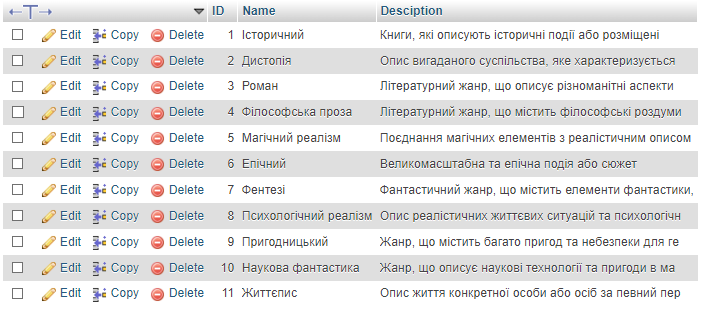 ID Name Desciption
Edit Copy Delete 1 Історичний Книги, які описують історичні події або розміщені
Edit Copy Delete 2 Дистопія Опис вигаданого суспільства, яке характеризується
Edit Copy Delete 3 Роман Літературний жанр, що описує різноманітні аспекти
Edit Copy Delete 4 Філософська проза Літературний жанр, що містить філософські роздуми
Edit Copy Delete 5 Магічний реалізм Поєднання магічних елементів з реалістичним описом
Edit Copy Delete 6 Епічний Великомасштабна та епічна подія або сюжет
Edit Copy Delete 7 Фентезі Фантастичний жанр, що містить елементи фантастики,
Edit Copy Delete 8 Психологічний реалізм Опис реалістичних життєвих ситуацій та психологічн
Edit Copy Delete 9 Пригодницький Жанр, що містить багато пригод та небезпеки для ге
Edit Copy Delete 10 Наукова фантастика Жанр, що описує наукові технології та пригоди в ма
Edit Copy Delete 11 Життєпис Опис життя конкретної особи або осіб за певний пер